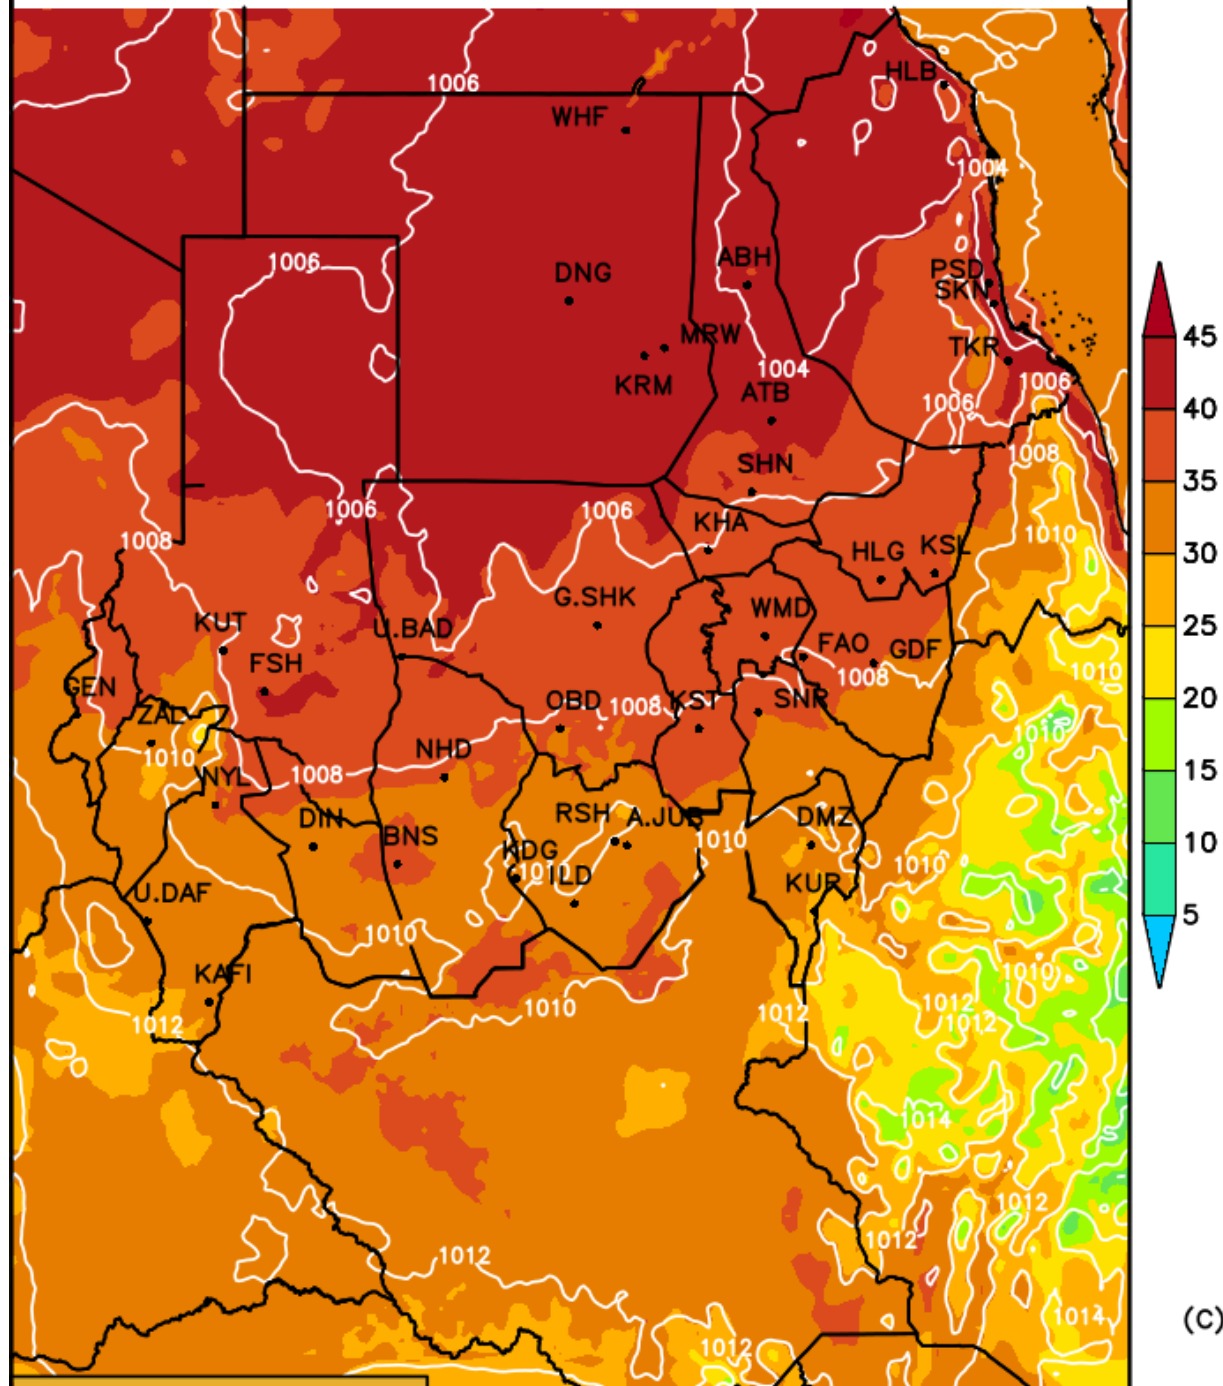 HLB
1006
WHF
1004
ABH
1006
DNG
PSD
SKN
45
MRW
TKR
1004
1006
KRM
ATB
1006
40
1008
SHN
35
1006
1006
KHA
1010
1008
HLG
KSL
30
G.SHK
WMD
KUT
U.BAD
25
FAO
GDF
FSH
1008
1010
GEN
OBD
1008
KST
SNR
20
ZAL
1010
1010
NHD
NYL
1008
15
DIN
RSH
A.JUB
DMZ
BNS
1010
10
KDG
1010
ILD
1010
KUR
U.DAF
5
1010
KAFI
1010
1010
1012
1012
1012
1012
1014
1012
1012
1012
1014
(C)
1012